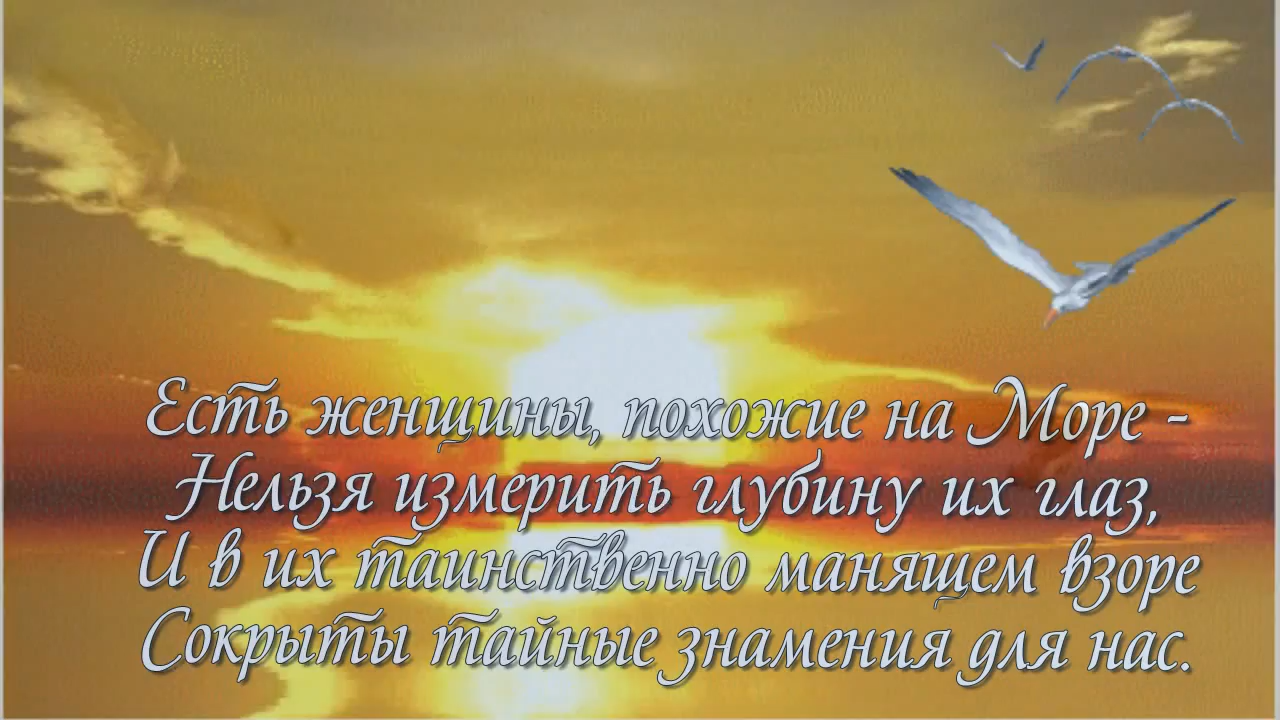 Есть женщины, похожие на Море -
Нельзя измерить глубину их глаз,
И в их таинственно манящем взоре
Сокрыты тайные знамения для нас.